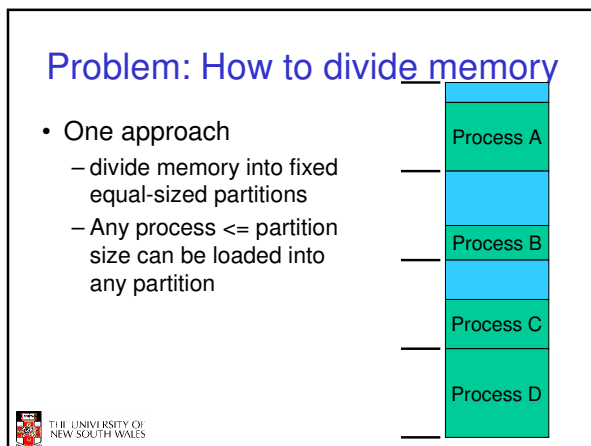 Problem: How to divide memory
• One approach
– divide memory into fixed
equal-sized partitions
– Any process <= partition
size can be loaded into
any partition
Process A
Process B
Process C
Process D
THE UNIVERSITY OF
NEW SOUTH WALES